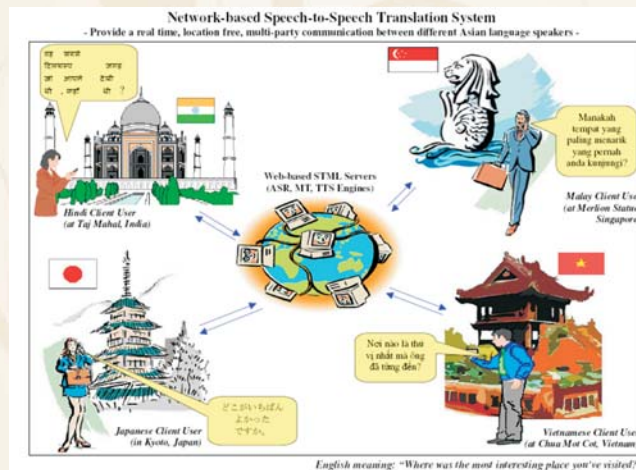 Network-based Speech-to-Speech Translation System
- Provide a real time, location free, multi-party communication between different Asian language speakers -
वह सबसे
दिलचस्प जगह
जो आपने देखी
थी , कहाँ थी ?
Hindi Client User
(at Taj Mahal, India)
Web-based STML Servers
(ASR, MT, TTS Engines)
Manakah
tempat yang
paling menarik
yang pernah
anda kunjungi?
Malay Client User
(at Merlion Statue
Singapore
どこがいちばん
よかった
ですか。
Japanese Client User
(in Kyoto, Japan)
Nơi nào là thú
vị nhất mà ông
đã từng đến?
Vietnamese Client User
(at Chua Mot Cot, Vietnam)
English meaning: "Where was the most interesting place you've visited?